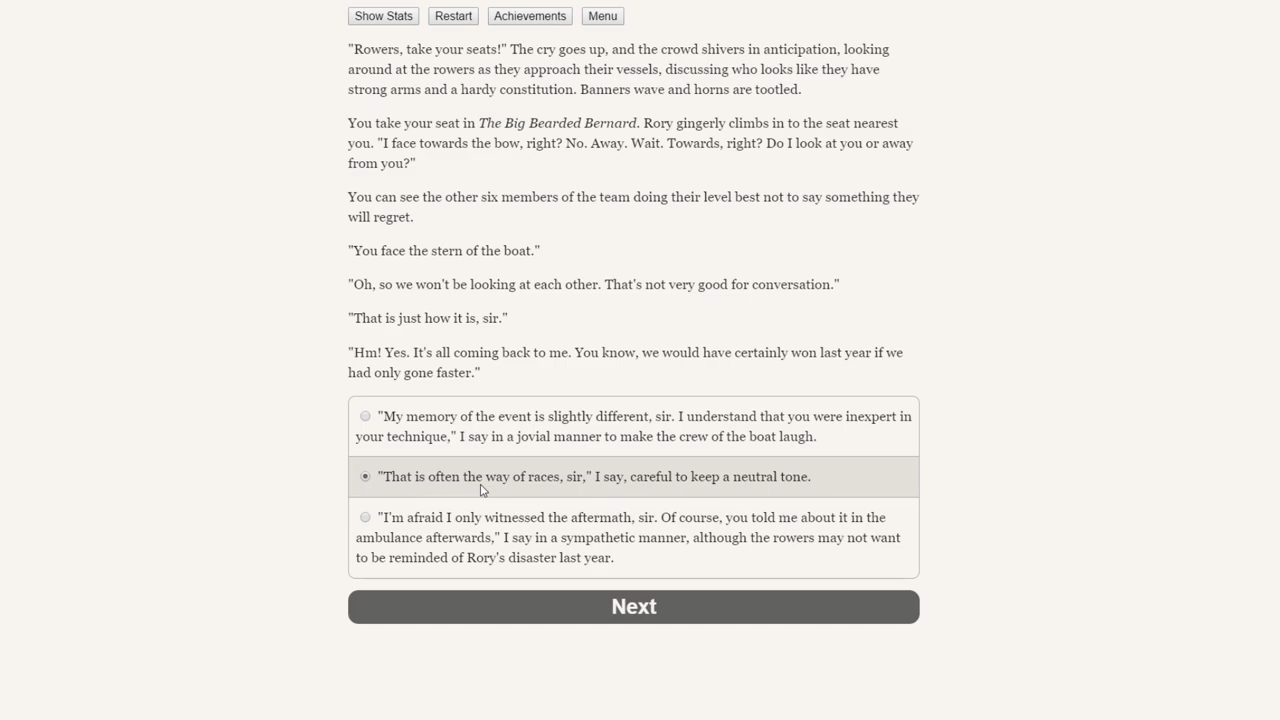 Show Stats Restart Achievements Menu
"Rowers, take your seats!" The cry goes up, and the crowd shivers in anticipation, looking
around at the rowers as they approach their vessels, discussing who looks like they have
strong arms and a hardy constitution. Banners wave and horns are tootled.
You take your seat in The Big Bearded Bernard. Rory gingerly climbs in to the seat nearest
you. "I face towards the bow, right? No. Away. Wait. Towards, right? Do I look at you or away
from you?"
You can see the other six members of the team doing their level best not to say something they
will regret.
"You face the stern of the boat."
"Oh, so we won't be looking at each other. That's not very good for conversation."
"That is just how it is, sir."
"Hm! Yes. It's all coming back to me. You know, we would have certainly won last year if we
had only gone faster."
"My memory of the event is slightly different, sir. I understand that you were inexpert in
your technique," I say in a jovial manner to make the crew of the boat laugh.
"That is often the way of races, sir," I say, careful to keep a neutral tone.
"I'm afraid I only witnessed the aftermath, sir. Of course, you told me about it in the
ambulance afterwards," I say in a sympathetic manner, although the rowers may not want
to be reminded of Rory's disaster last year.
Next